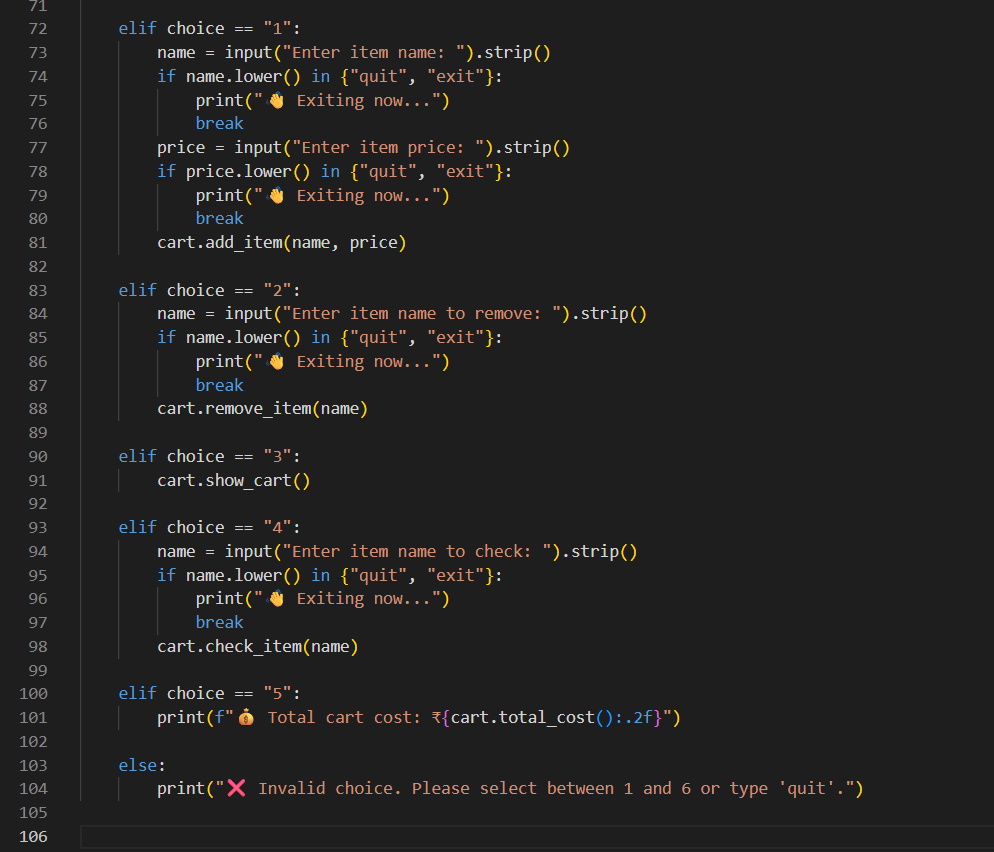 71
72 elif choice == "1":
73 name = input("Enter item name: ").strip()
74 if name.lower() in {"quit", "exit"}:
75 print("👋 Exiting now...")
76 break
77 price = input("Enter item price: ").strip()
78 if price.lower() in {"quit", "exit"}:
79 print("👋 Exiting now...")
80 break
81 cart.add_item(name, price)
82
83 elif choice == "2":
84 name = input("Enter item name to remove: ").strip()
85 if name.lower() in {"quit", "exit"}:
86 print("👋 Exiting now...")
87 break
88 cart.remove_item(name)
89
90 elif choice == "3":
91 cart.show_cart()
92
93 elif choice == "4":
94 name = input("Enter item name to check: ").strip()
95 if name.lower() in {"quit", "exit"}:
96 print("👋 Exiting now...")
97 break
98 cart.check_item(name)
99
100 elif choice == "5":
101 print(f"💰 Total cart cost: ₹{cart.total_cost():.2f}")
102
103 else:
104 print("❌ Invalid choice. Please select between 1 and 6 or type 'quit'.")
105
106